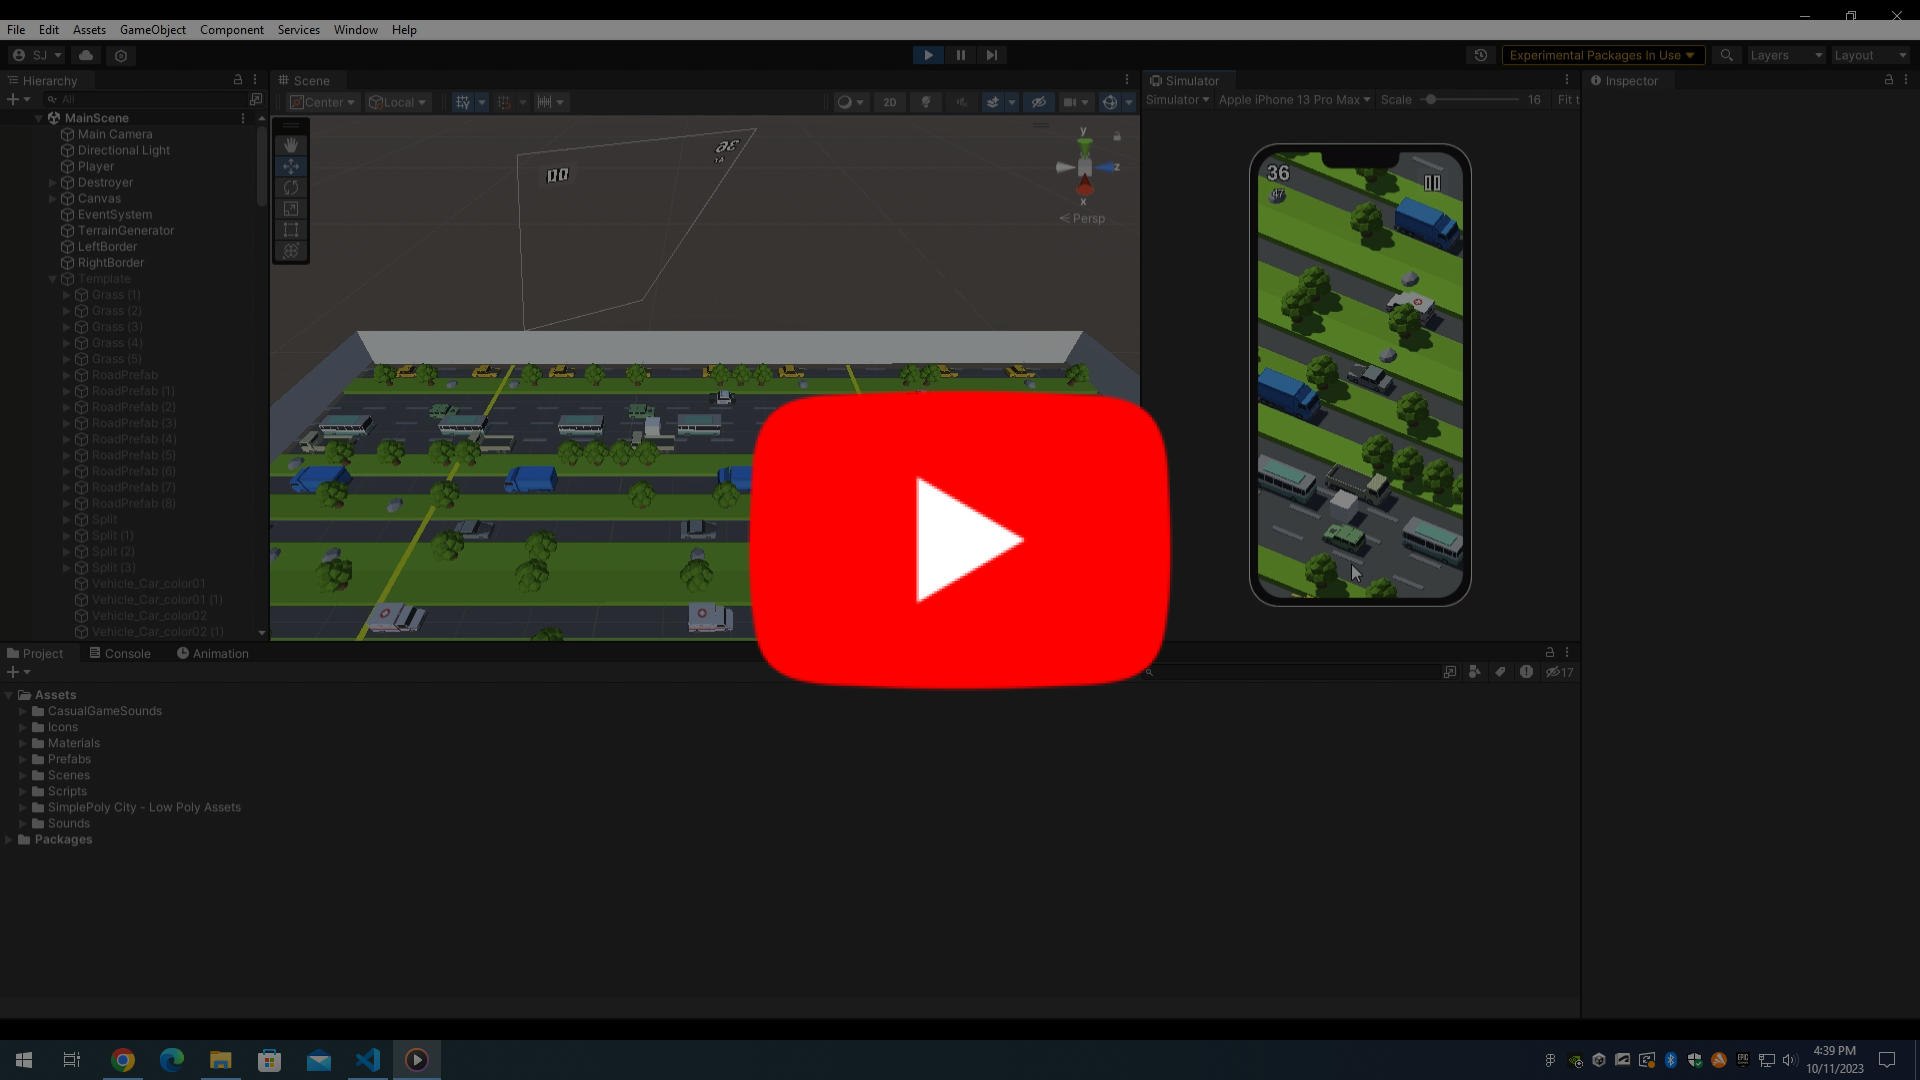 File Edit Assets GameObject Component Services Window Help
SJ
Experimental Packages In Use Layers Layout
Hierarchy Scene Simulator Inspector
All Center Local 2D Simulator Apple iPhone 13 Pro Max Scale 16 Fit t
MainScene
Main Camera
Directional Light
Player
Destroyer
Canvas
EventSystem
TerrainGenerator
LeftBorder
RightBorder
Template
Grass (1)
Grass (2)
Grass (3)
Grass (4)
Grass (5)
RoadPrefab
RoadPrefab (1)
RoadPrefab (2)
RoadPrefab (3)
RoadPrefab (4)
RoadPrefab (5)
RoadPrefab (6)
RoadPrefab (7)
RoadPrefab (8)
Split
Split (1)
Split (2)
Split (3)
Vehicle_Car_color01
Vehicle_Car_color01 (1)
Vehicle_Car_color02
Vehicle_Car_color02 (1)
y
z
x
Persp
36
47
Project Console Animation
17
Assets
CasualGameSounds
Icons
Materials
Prefabs
Scenes
Scripts
SimplePoly City - Low Poly Assets
Sounds
Packages
4:39 PM
10/11/2023